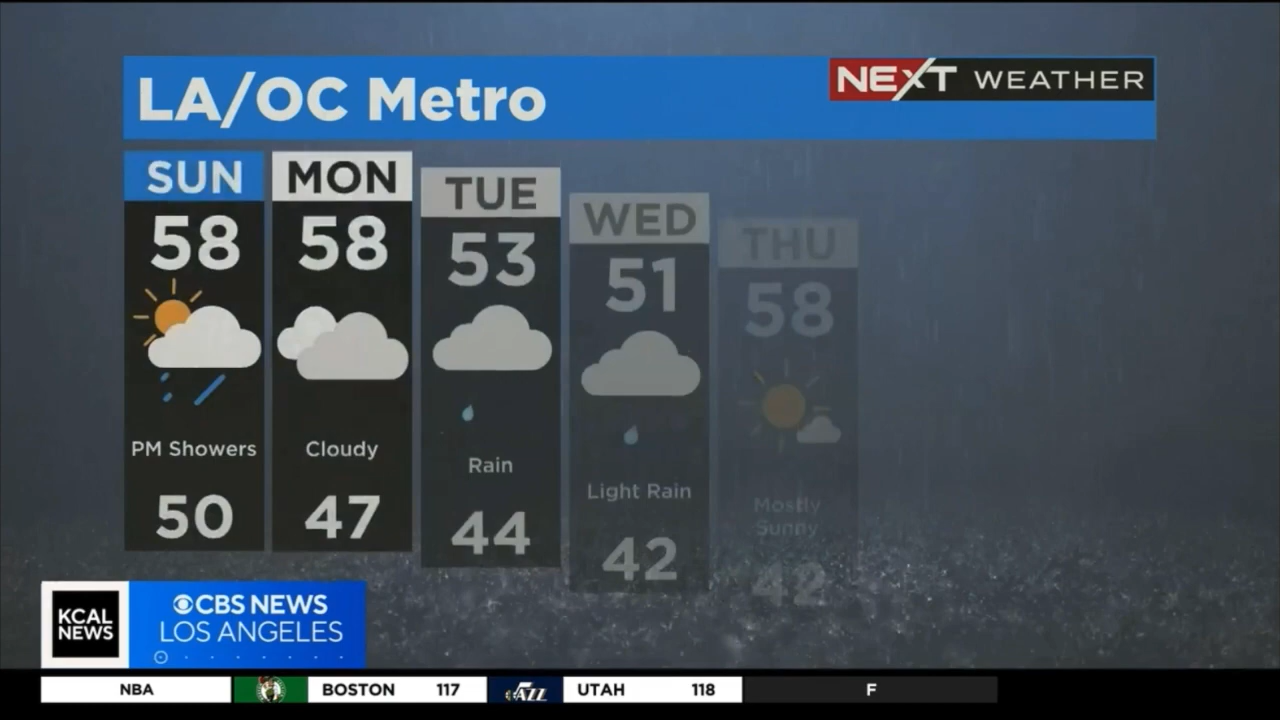 LA/OC Metro
NEXT WEATHER
SUN
58
PM Showers
50
MON
58
Cloudy
47
TUE
53
Rain
44
WED
51
Light Rain
42
THU
58
Mostly
Sunny
42
KCAL
NEWS
CBS NEWS
LOS ANGELES
NBA BOSTON 117 JAZZ UTAH 118 F